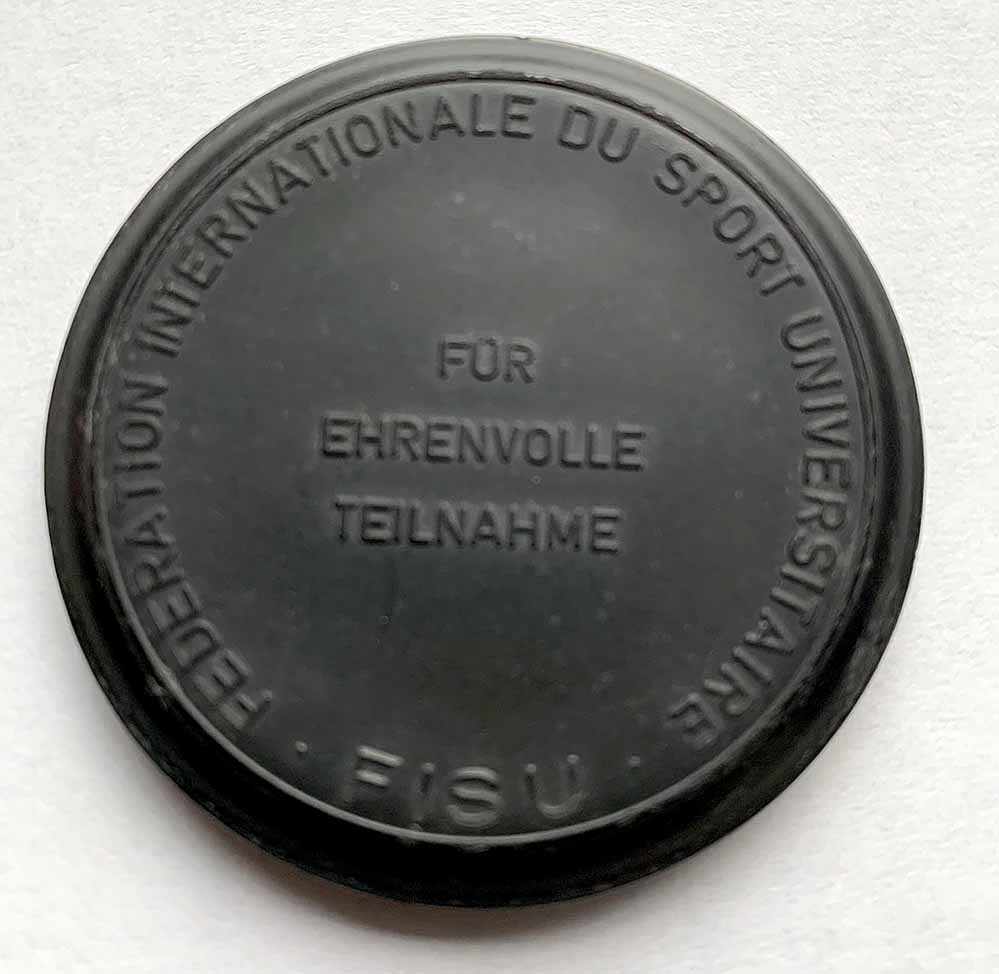 FEDERATION INTERNATIONALE DU SPORT UNIVERSITAIRE
FÜR
EHRENVOLLE
TEILNAHME
· FISU ·